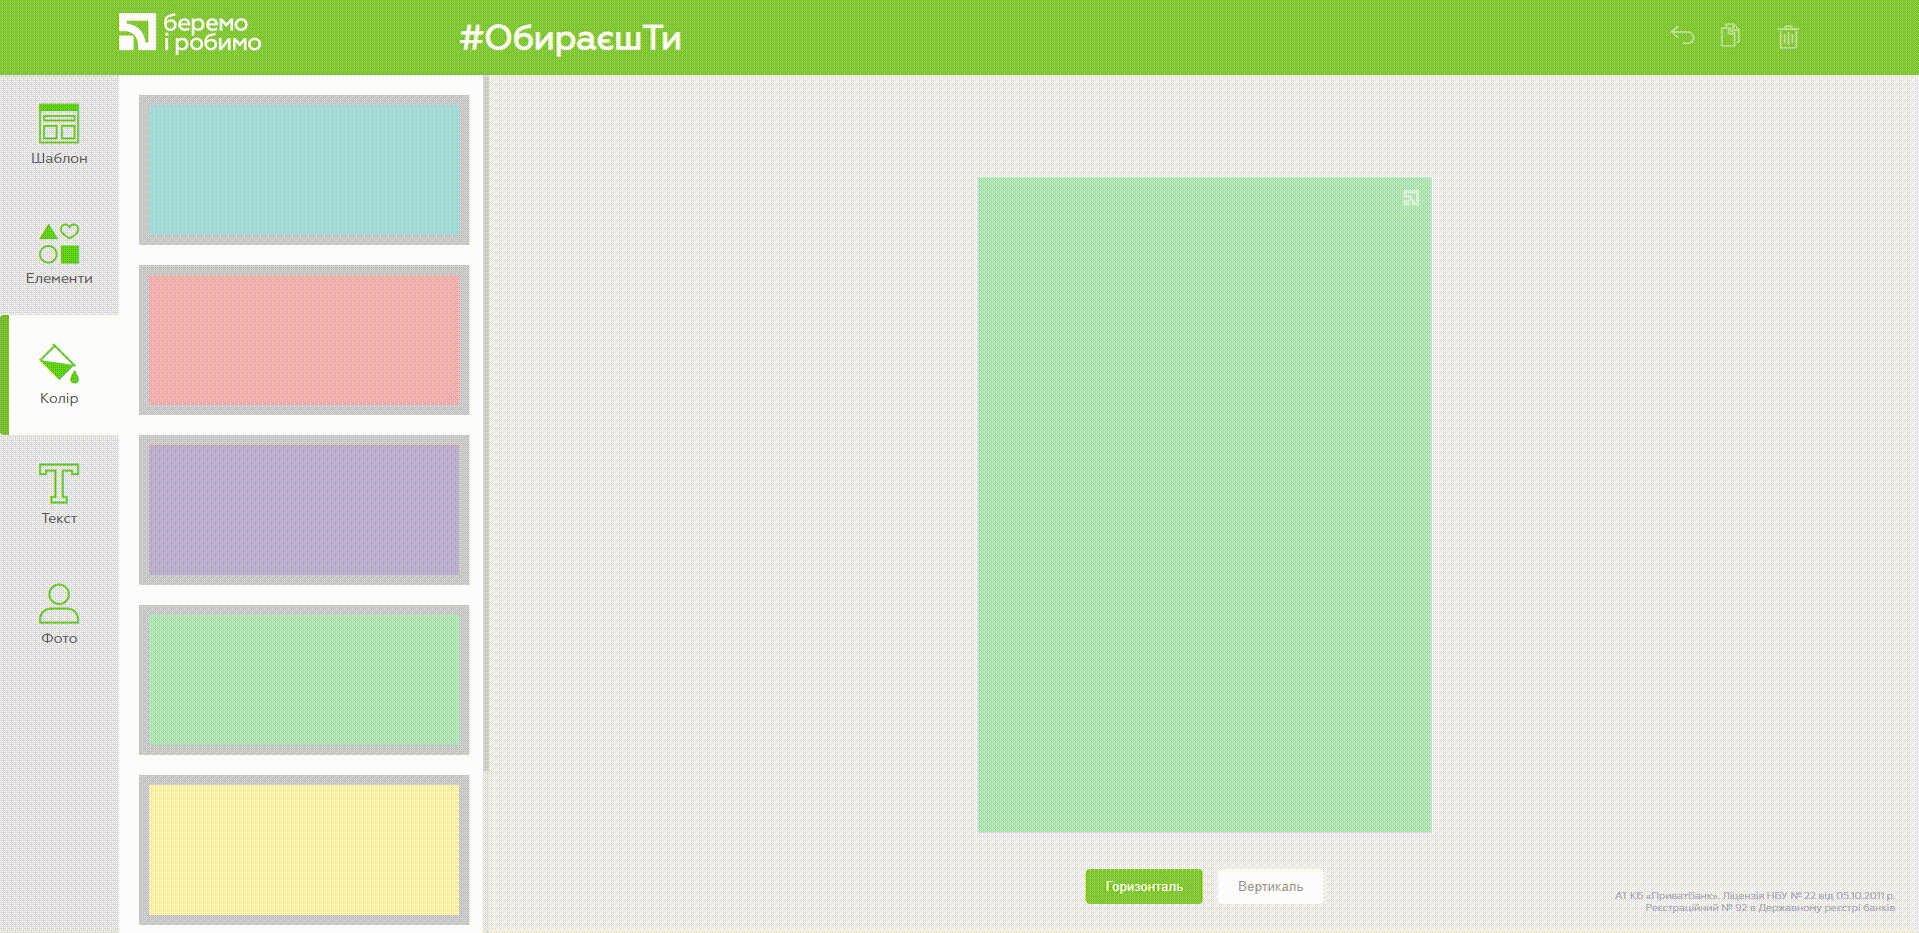 беремо
і робимо
#ОбираєшТи
Шаблон
Елементи
Колір
Текст
Фото
Горизонталь
Вертикаль
АТ КБ «ПриватБанк». Ліцензія НБУ № 22 від 05.10.2011 р.
Реєстраційний № 92 в Державному реєстрі банків